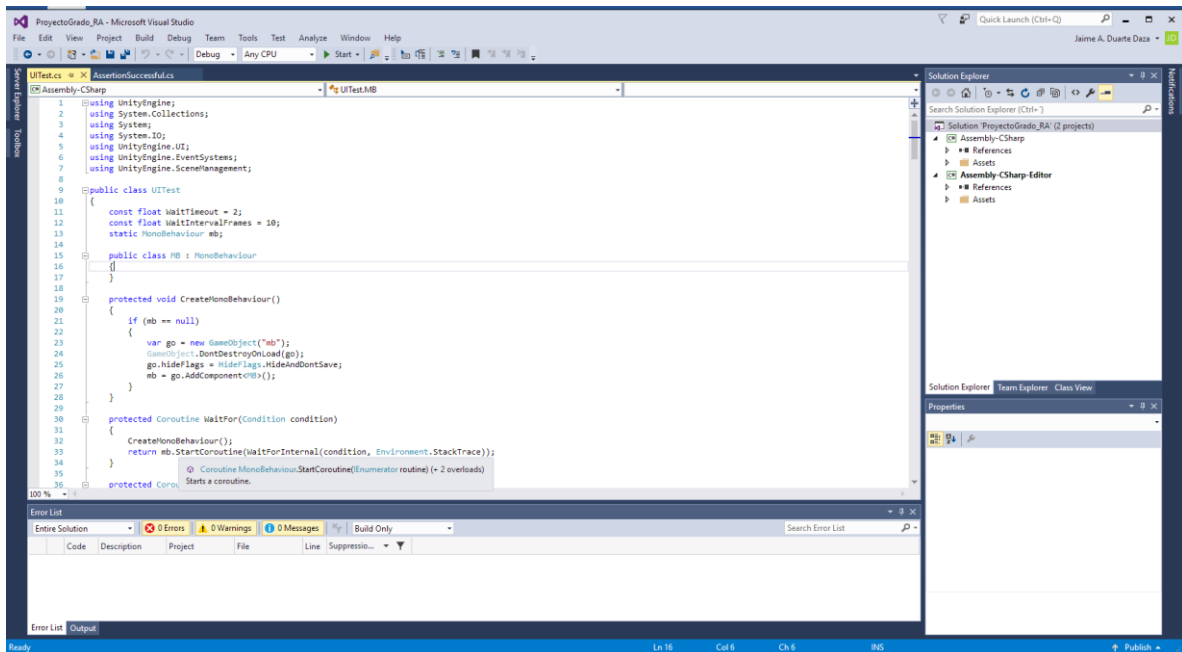 ProyectoGrado_RA - Microsoft Visual Studio
Quick Launch (Ctrl+Q)
File Edit View Project Build Debug Team Tools Test Analyze Window Help
Jaime A. Duarte Daza
JD
Debug Any CPU Start
Server Explorer
Toolbox
Notifications
UITest.cs AssertionSuccessful.cs
Assembly-CSharp UITest.MB
1 using UnityEngine;
2 using System.Collections;
3 using System;
4 using System.IO;
5 using UnityEngine.UI;
6 using UnityEngine.EventSystems;
7 using UnityEngine.SceneManagement;
8
9 public class UITest
10 {
11 const float WaitTimeout = 2;
12 const float WaitIntervalFrames = 10;
13 static MonoBehaviour mb;
14
15 public class MB : MonoBehaviour
16 {
17 }
18
19 protected void CreateMonoBehaviour()
20 {
21 if (mb == null)
22 {
23 var go = new GameObject("mb");
24 GameObject.DontDestroyOnLoad(go);
25 go.hideFlags = HideFlags.HideAndDontSave;
26 mb = go.AddComponent<MB>();
27 }
28 }
29
30 protected Coroutine WaitFor(Condition condition)
31 {
32 CreateMonoBehaviour();
33 return mb.StartCoroutine(WaitForInternal(condition, Environment.StackTrace));
34 }
35
36 protected Corou
Coroutine MonoBehaviour.StartCoroutine(IEnumerator routine) (+ 2 overloads)
Starts a coroutine.
100 %
Solution Explorer
Search Solution Explorer (Ctrl+¨)
Solution 'ProyectoGrado_RA' (2 projects)
Assembly-CSharp
References
Assets
Assembly-CSharp-Editor
References
Assets
Solution Explorer Team Explorer Class View
Properties
Error List
Entire Solution 0 Errors 0 Warnings 0 Messages Build Only Search Error List
Code Description Project File Line Suppressio...
Error List Output
Ready Ln 16 Col 6 Ch 6 INS Publish